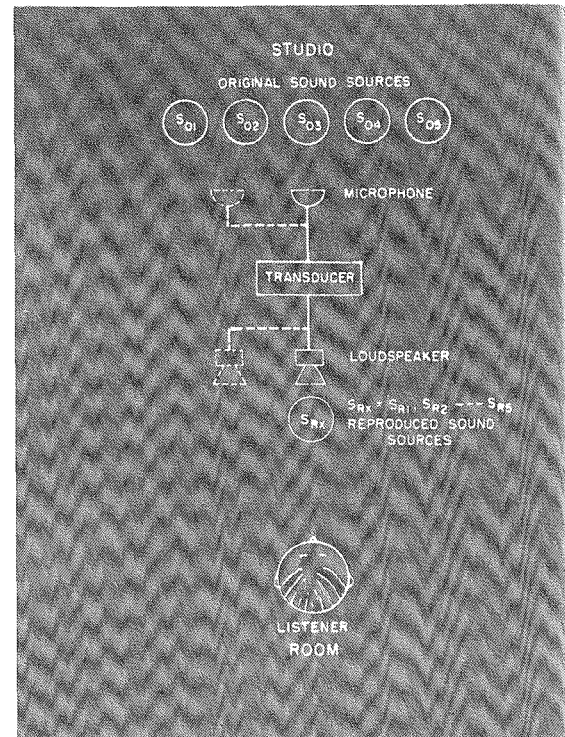 STUDIO
ORIGINAL SOUND SOURCES
S01 S02 S03 S04 S05
MICROPHONE
TRANSDUCER
LOUDSPEAKER
SRX = SR1, SR2 --- SR5
SRX
REPRODUCED SOUND
SOURCES
LISTENER
ROOM